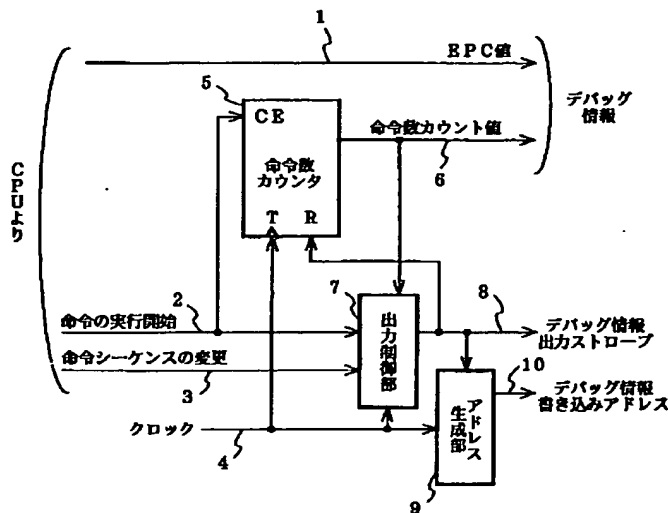 1
EPC値
5
CE
デバッグ
情報
命令数カウント値
命令数
カウンタ
6
CPUより
T R
7
2
8
命令の実行開始
出力制御部
デバッグ情報
出力ストローブ
命令シーケンスの変更
3
10
デバッグ情報
書き込みアドレス
クロック
アドレス
生成部
4
9